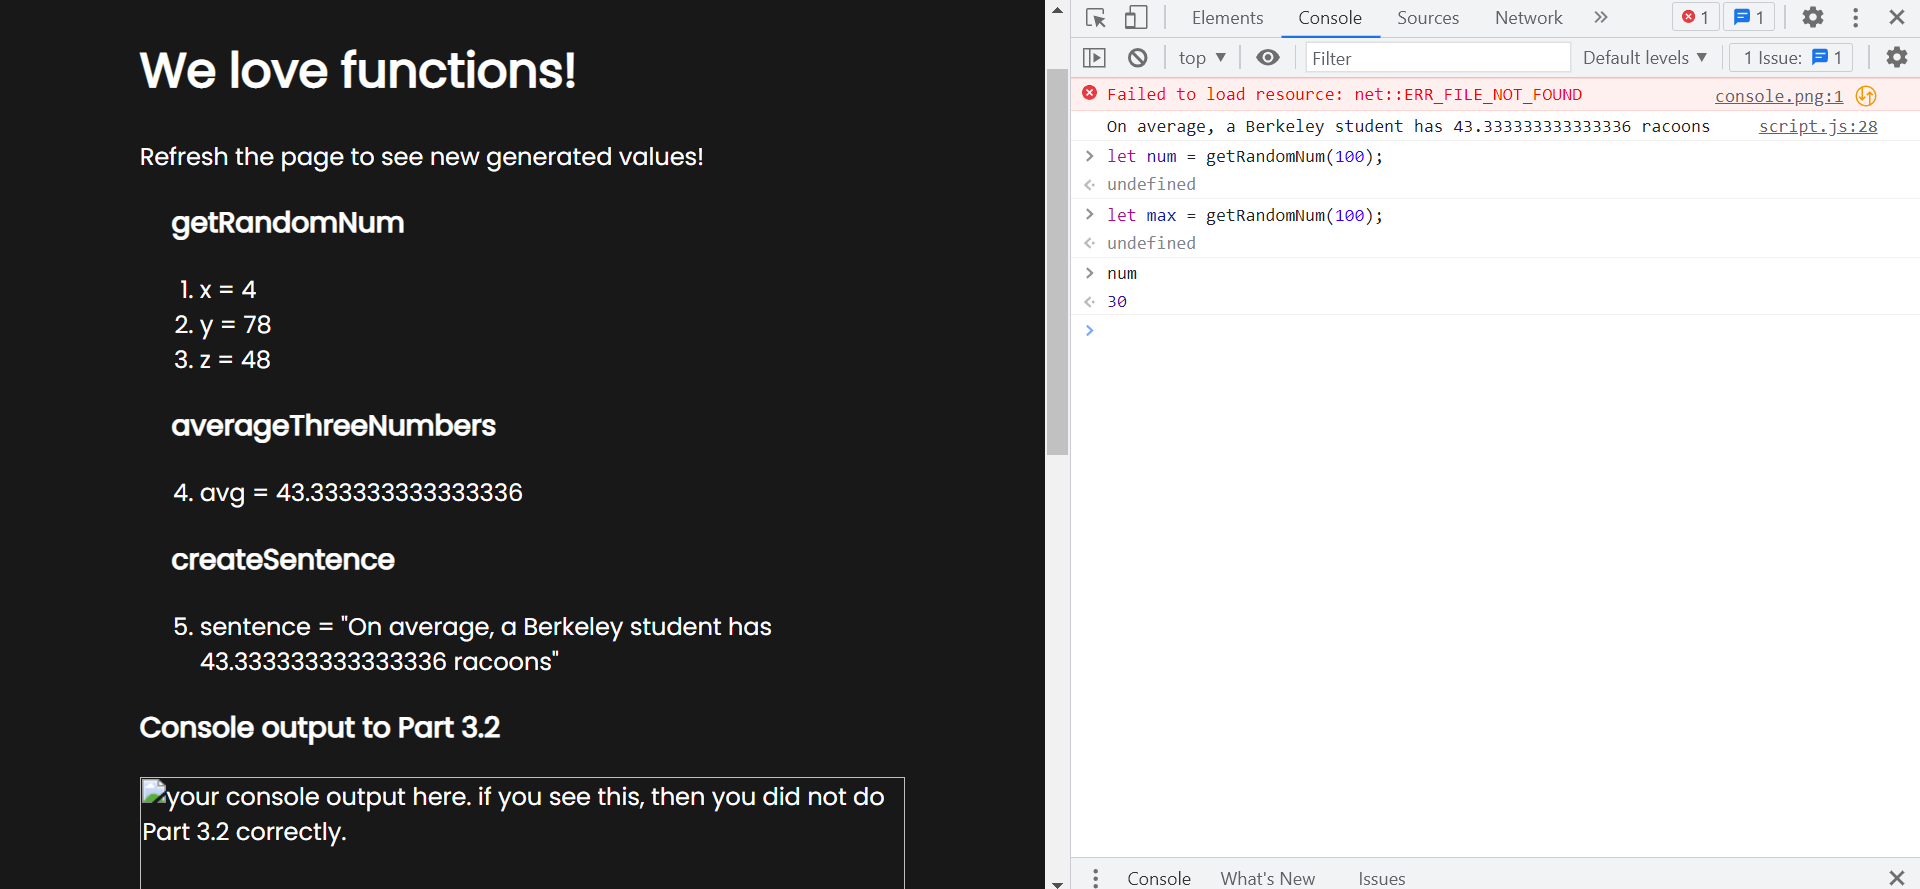 We love functions!
Refresh the page to see new generated values!
getRandomNum
1. x = 4
2. y = 78
3. z = 48
averageThreeNumbers
4. avg = 43.333333333333336
createSentence
5. sentence = "On average, a Berkeley student has
43.333333333333336 racoons"
Console output to Part 3.2
your console output here. if you see this, then you did not do
Part 3.2 correctly.
Elements Console Sources Network 1 1
top Filter Default levels 1 Issue: 1
Failed to load resource: net::ERR_FILE_NOT_FOUND console.png:1
On average, a Berkeley student has 43.333333333333336 racoons script.js:28
let num = getRandomNum(100);
undefined
let max = getRandomNum(100);
undefined
num
30
Console What's New Issues